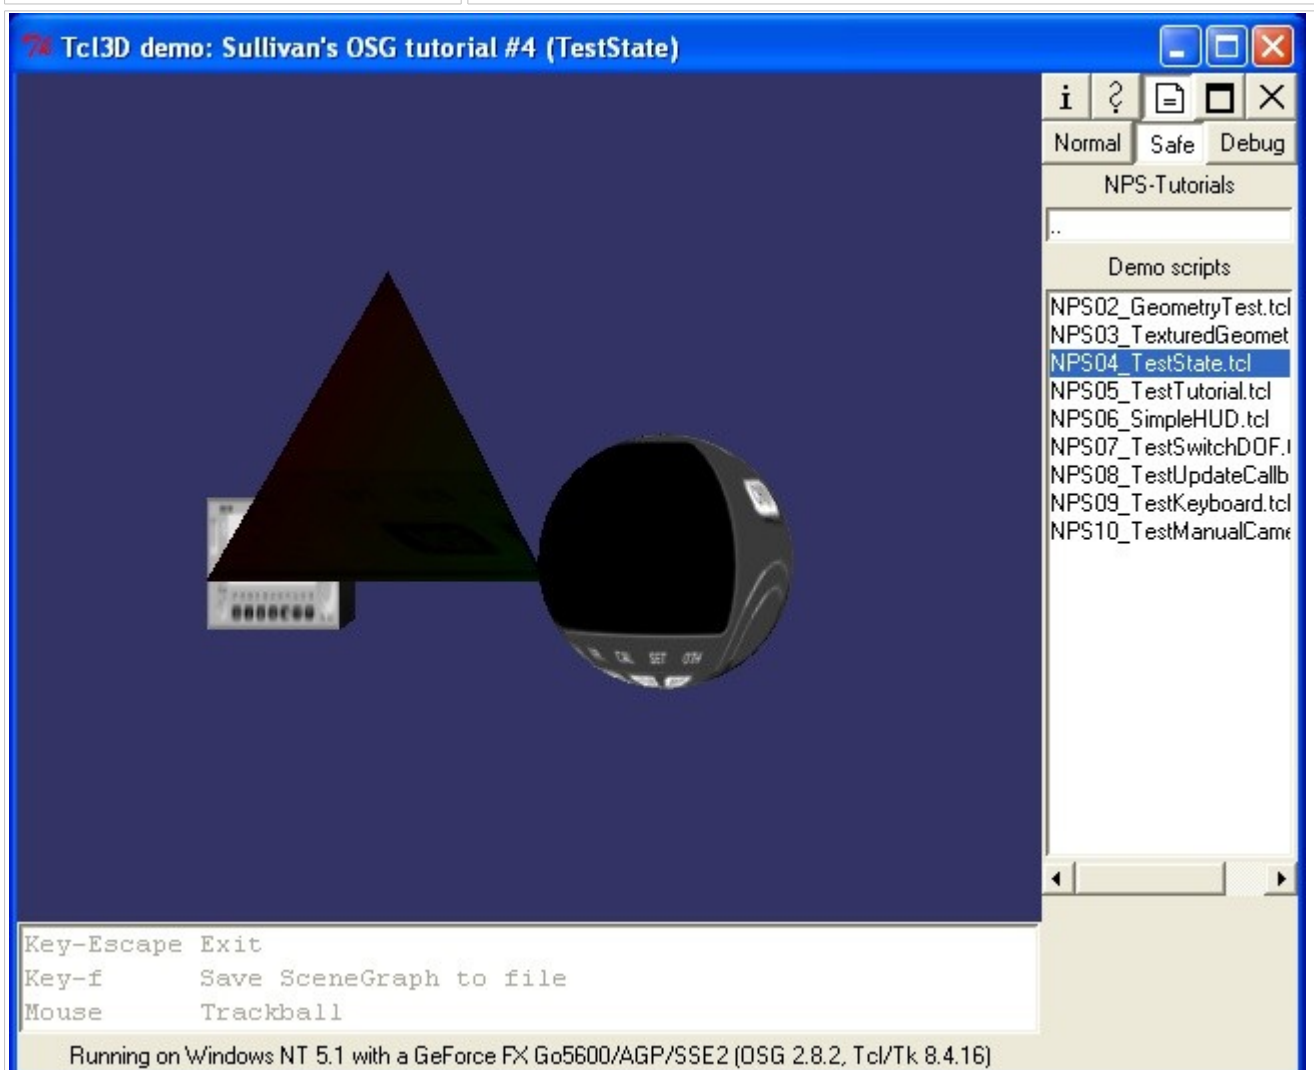 Tcl3D demo: Sullivan's OSG tutorial #4 (TestState)
i ?
Normal Safe Debug
NPS-Tutorials
..
Demo scripts
NPS02_GeometryTest.tcl
NPS03_TexturedGeomet
NPS04_TestState.tcl
NPS05_TestTutorial.tcl
NPS06_SimpleHUD.tcl
NPS07_TestSwitchDOF.
NPS08_TestUpdateCallb
NPS09_TestKeyboard.tcl
NPS10_TestManualCame
CAL SET OTH
Key-Escape Exit
Key-f Save SceneGraph to file
Mouse Trackball
Running on Windows NT 5.1 with a GeForce FX Go5600/AGP/SSE2 (OSG 2.8.2, Tcl/Tk 8.4.16)